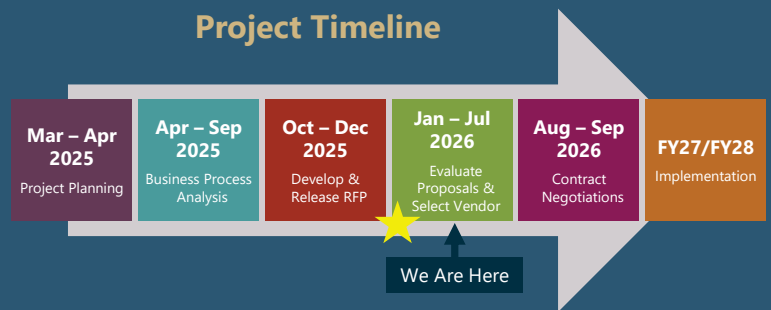 Project Timeline
Mar – Apr
2025
Project Planning
Apr – Sep
2025
Business Process
Analysis
Oct – Dec
2025
Develop &
Release RFP
Jan – Jul
2026
Evaluate
Proposals &
Select Vendor
Aug – Sep
2026
Contract
Negotiations
FY27/FY28
Implementation
We Are Here